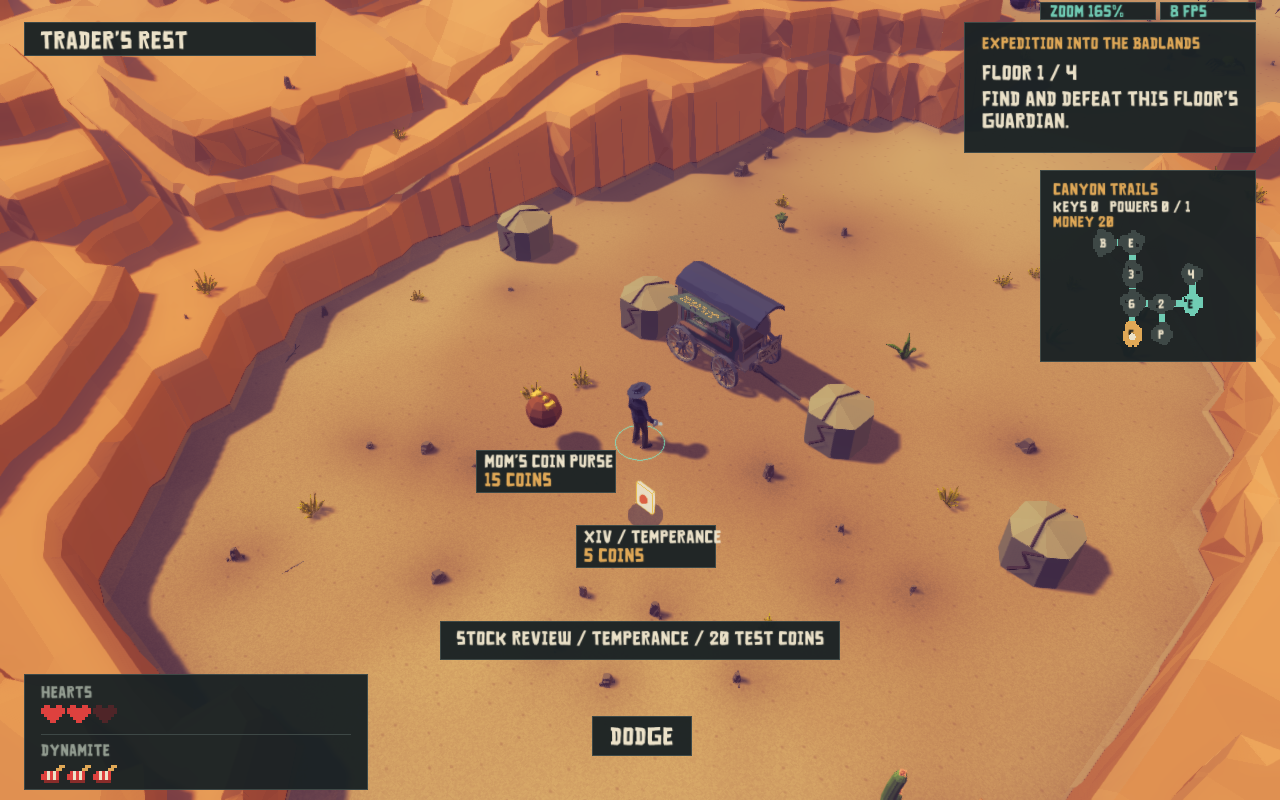 TRADER'S REST
ZOOM 165%
8 FPS
EXPEDITION INTO THE BADLANDS
FLOOR 1 / 4
FIND AND DEFEAT THIS FLOOR'S
GUARDIAN.
CANYON TRAILS
KEYS 0 POWERS 0 / 1
MONEY 20
B E
3 4
6 2 E
P
MOM'S COIN PURSE
15 COINS
XIV / TEMPERANCE
5 COINS
STOCK REVIEW / TEMPERANCE / 20 TEST COINS
HEARTS
DYNAMITE
DODGE